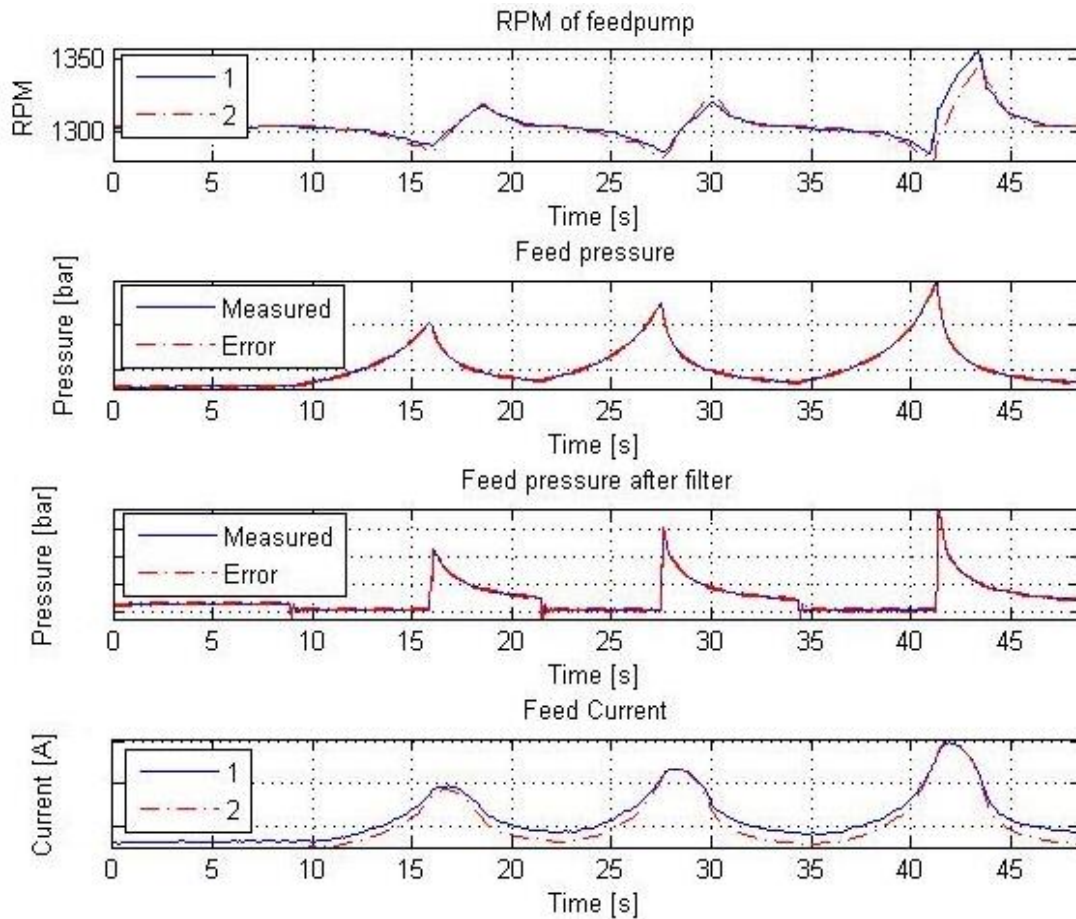 RPM of feedpump
RPM
1350
1300
1
2
0 5 10 15 20 25 30 35 40 45
Time [s]
Feed pressure
Pressure [bar]
Measured
Error
0 5 10 15 20 25 30 35 40 45
Time [s]
Feed pressure after filter
Pressure [bar]
Measured
Error
0 5 10 15 20 25 30 35 40 45
Time [s]
Feed Current
Current [A]
1
2
0 5 10 15 20 25 30 35 40 45
Time [s]